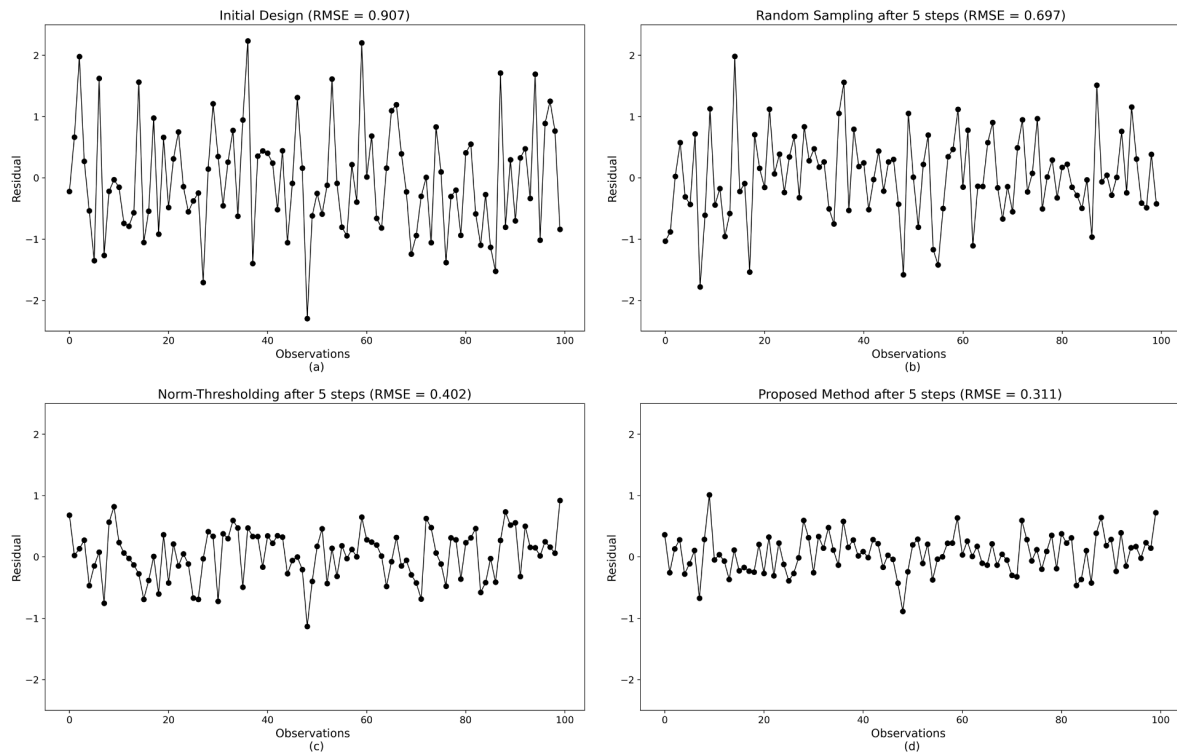 Initial Design (RMSE = 0.907)
Residual
2
1
0
−1
−2
0
20
40
60
80
100
Observations
(a)
Random Sampling after 5 steps (RMSE = 0.697)
Residual
2
1
0
−1
−2
0
20
40
60
80
100
Observations
(b)
Norm-Thresholding after 5 steps (RMSE = 0.402)
Residual
2
1
0
−1
−2
0
20
40
60
80
100
Observations
(c)
Proposed Method after 5 steps (RMSE = 0.311)
Residual
2
1
0
−1
−2
0
20
40
60
80
100
Observations
(d)